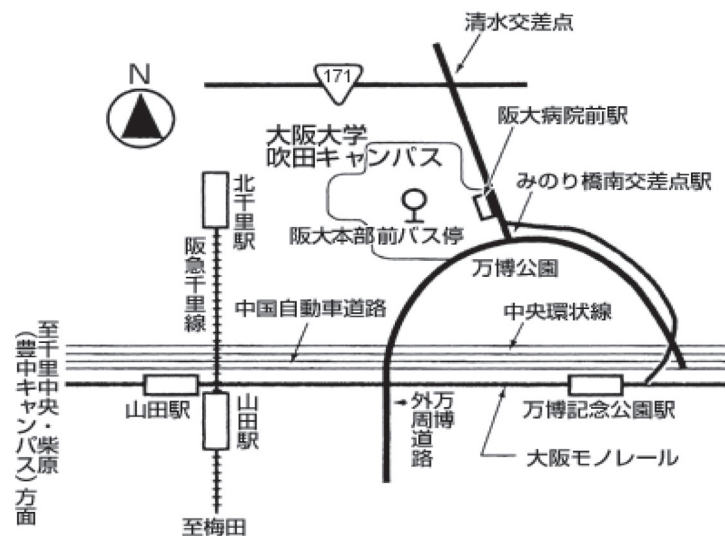 清水交差点
N
171
阪大病院前駅
大阪大学
吹田キャンパス
みのり橋南交差点駅
北千里駅
阪大本部前バス停
阪急千里線
万博公園
中国自動車道路
中央環状線
至千里中央・柴原
(豊中キャンパス)方面
山田駅
山田駅
万博
外周道路
万博記念公園駅
大阪モノレール
至梅田